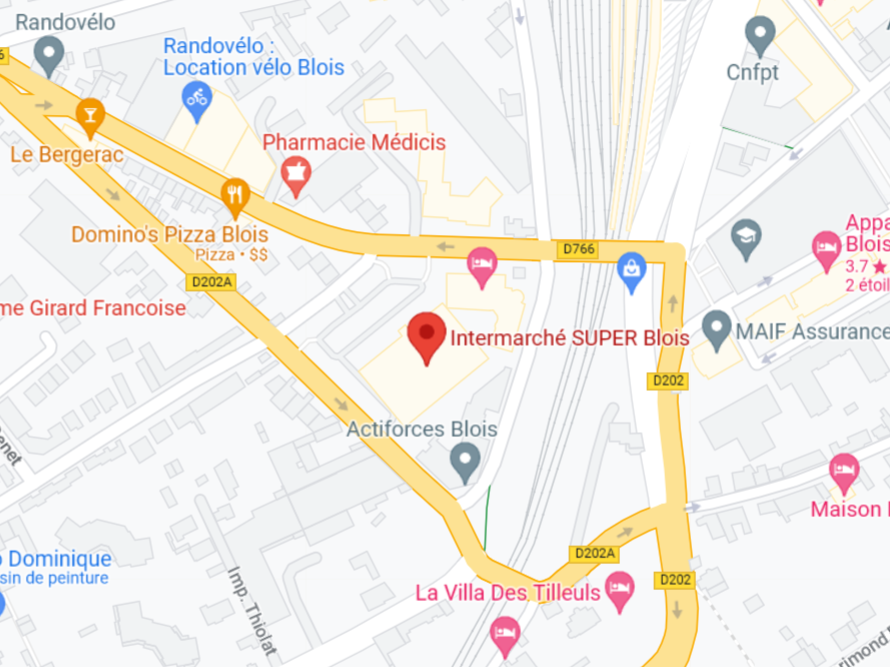 Randovélo
Randovélo :
Location vélo Blois
Cnfpt
Le Bergerac
Pharmacie Médicis
Domino's Pizza Blois
Pizza • $$
D766
Appa
Blois
3.7 ★
2 étoil
D202A
me Girard Francoise
Intermarché SUPER Blois
MAIF Assurance
D202
Actiforces Blois
enet
Maison
D202A
Dominique
sin de peinture
D202
La Villa Des Tilleuls
Imp. Thiolat